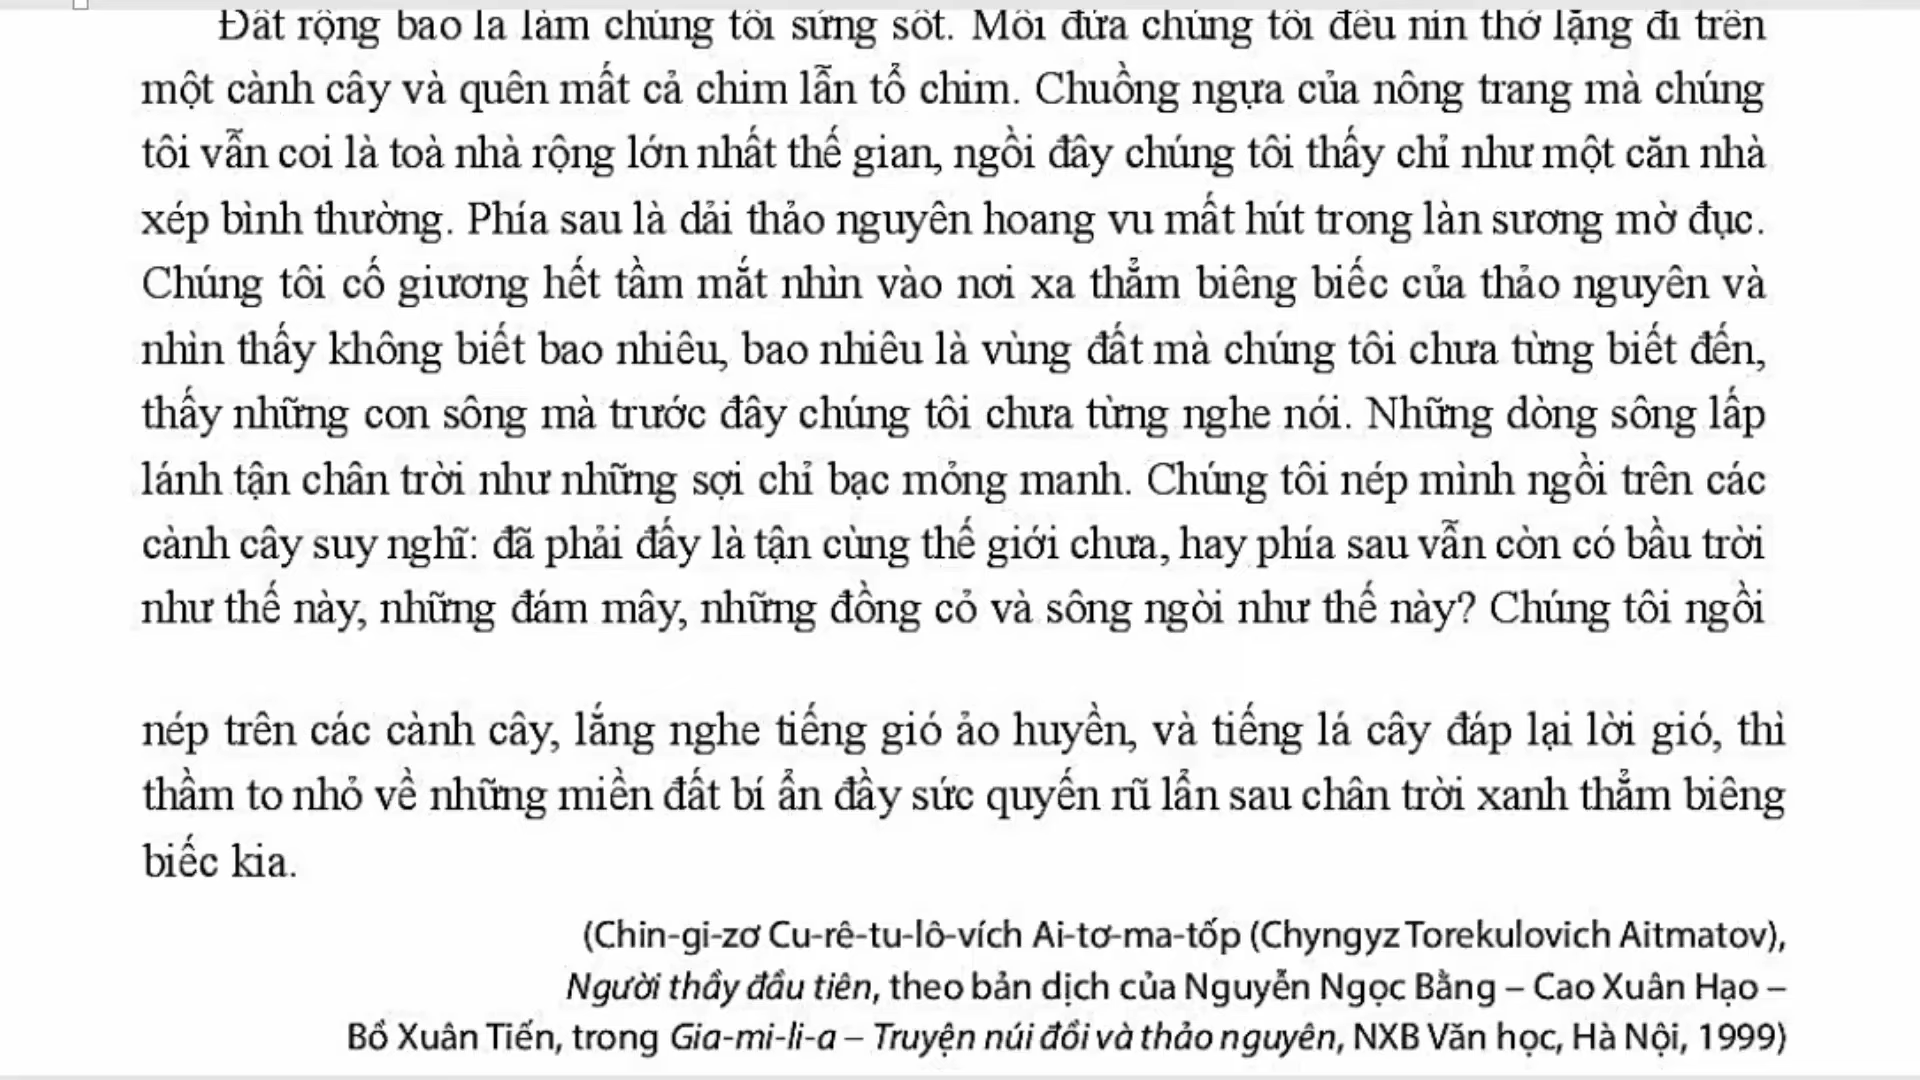 Đất rộng bao la làm chúng tôi sửng sốt. Mỗi đứa chúng tôi đều nín thở lặng đi trên
một cành cây và quên mất cả chim lẫn tổ chim. Chuồng ngựa của nông trang mà chúng
tôi vẫn coi là toà nhà rộng lớn nhất thế gian, ngồi đây chúng tôi thấy chỉ như một căn nhà
xép bình thường. Phía sau là dải thảo nguyên hoang vu mất hút trong làn sương mờ đục.
Chúng tôi cố giương hết tầm mắt nhìn vào nơi xa thẳm biêng biếc của thảo nguyên và
nhìn thấy không biết bao nhiêu, bao nhiêu là vùng đất mà chúng tôi chưa từng biết đến,
thấy những con sông mà trước đây chúng tôi chưa từng nghe nói. Những dòng sông lấp
lánh tận chân trời như những sợi chỉ bạc mỏng manh. Chúng tôi nép mình ngồi trên các
cành cây suy nghĩ: đã phải đấy là tận cùng thế giới chưa, hay phía sau vẫn còn có bầu trời
như thế này, những đám mây, những đồng cỏ và sông ngòi như thế này? Chúng tôi ngồi
nép trên các cành cây, lắng nghe tiếng gió ảo huyền, và tiếng lá cây đáp lại lời gió, thì
thầm to nhỏ về những miền đất bí ẩn đầy sức quyến rũ lẩn sau chân trời xanh thẳm biêng
biếc kia.
(Chin-gi-zơ Cu-rê-tu-lô-vích Ai-tơ-ma-tốp (Chyngyz Torekulovich Aitmatov),
Người thầy đầu tiên, theo bản dịch của Nguyễn Ngọc Bằng – Cao Xuân Hạo –
Bồ Xuân Tiến, trong Gia-mi-li-a – Truyện núi đồi và thảo nguyên, NXB Văn học, Hà Nội, 1999)